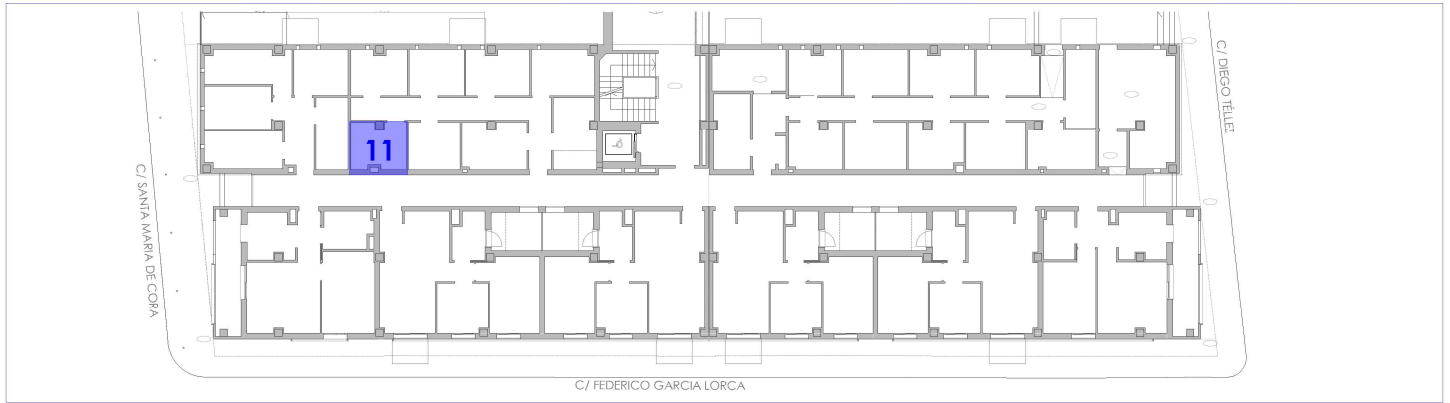 C/ DIEGO TÉLLEZ
11
C/ SANTA MARIA DE CORA
C/ FEDERICO GARCIA LORCA